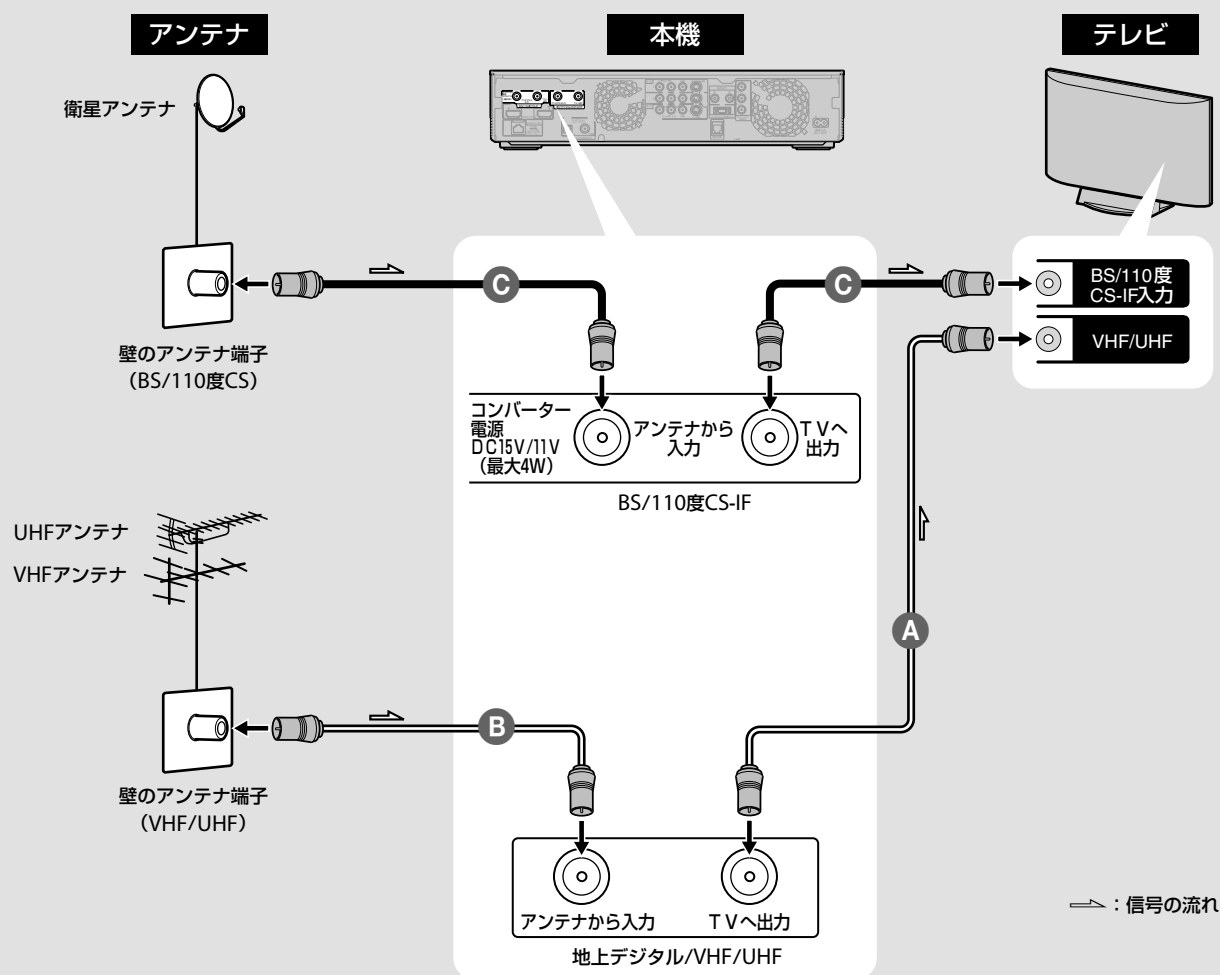 アンテナ
本機
テレビ
衛星アンテナ
C
C
BS/110度
CS-IF入力
VHF/UHF
壁のアンテナ端子
（BS/110度CS）
コンバーター
電源
DC15V/11V
（最大4W）
アンテナから
入力
TVへ
出力
BS/110度CS-IF
UHFアンテナ
VHFアンテナ
A
B
壁のアンテナ端子
（VHF/UHF）
アンテナから入力
TVへ出力
地上デジタル/VHF/UHF
：信号の流れ